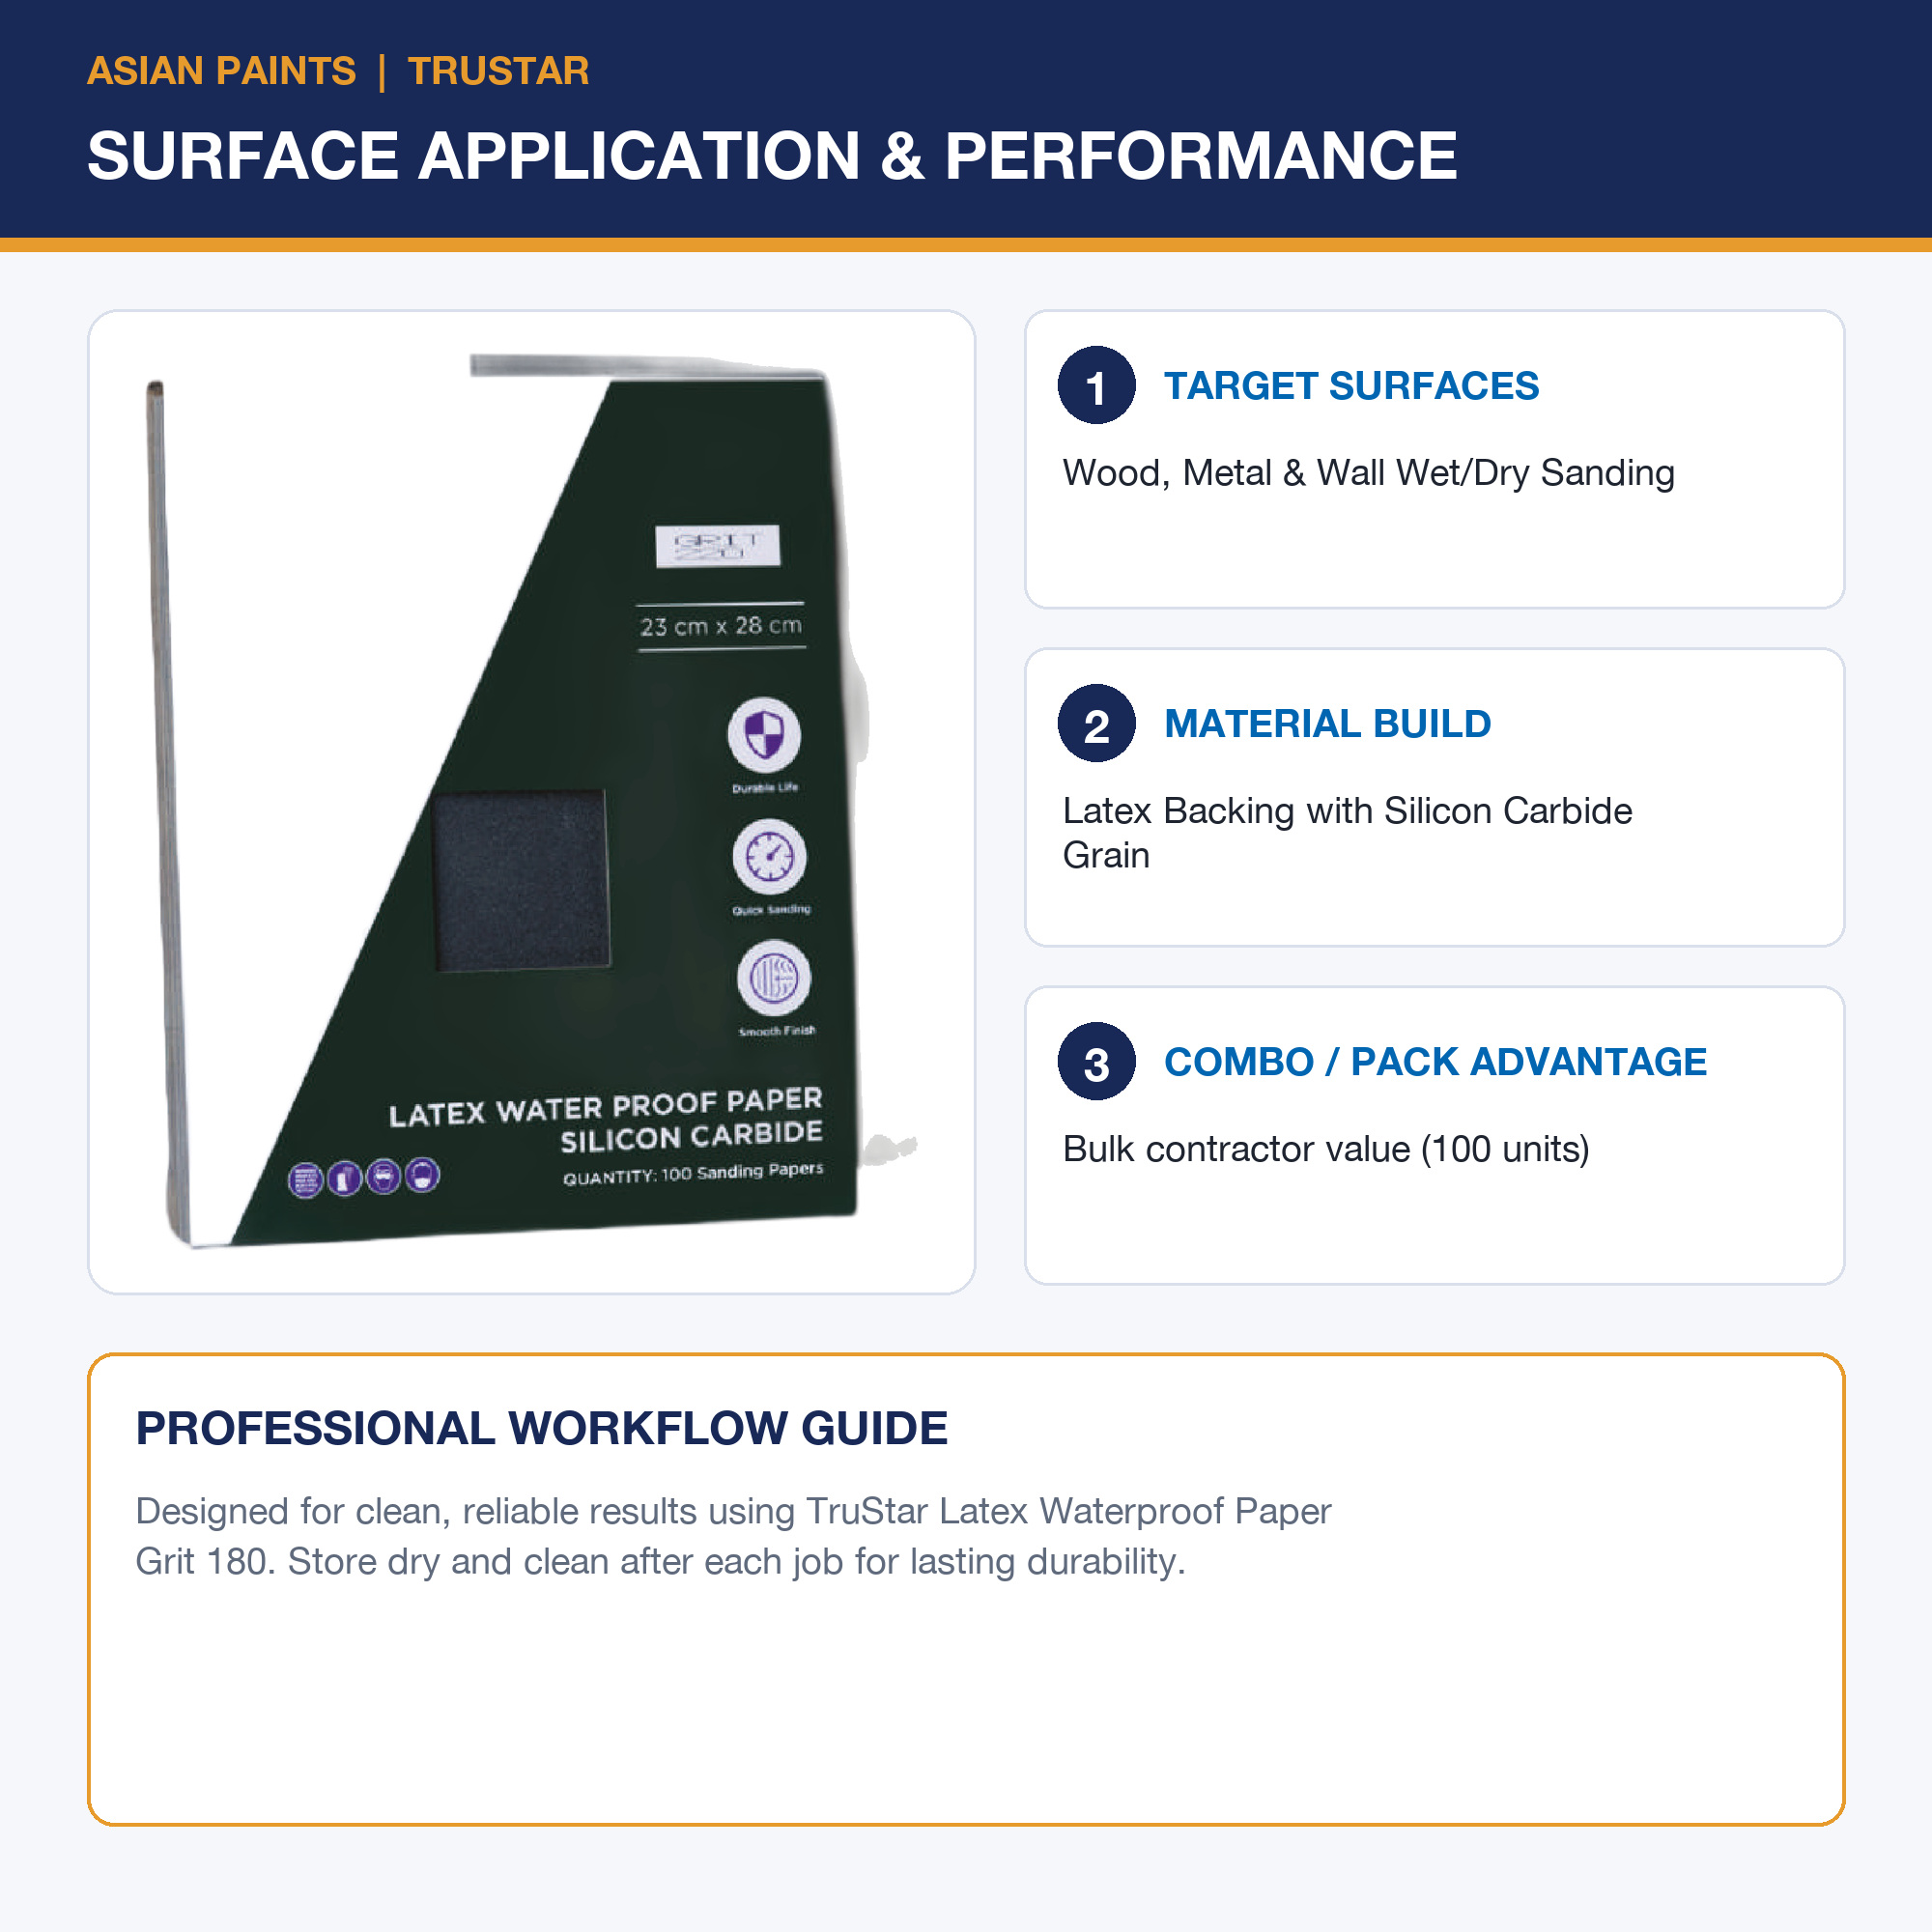 ASIAN PAINTS | TRUSTAR
SURFACE APPLICATION & PERFORMANCE
GRIT
220
23 cm x 28 cm
Durable Life
Quick Sanding
Smooth Finish
LATEX WATER PROOF PAPER
SILICON CARBIDE
QUANTITY: 100 Sanding Papers
1 TARGET SURFACES
Wood, Metal & Wall Wet/Dry Sanding
2 MATERIAL BUILD
Latex Backing with Silicon Carbide
Grain
3 COMBO / PACK ADVANTAGE
Bulk contractor value (100 units)
PROFESSIONAL WORKFLOW GUIDE
Designed for clean, reliable results using TruStar Latex Waterproof Paper
Grit 180. Store dry and clean after each job for lasting durability.